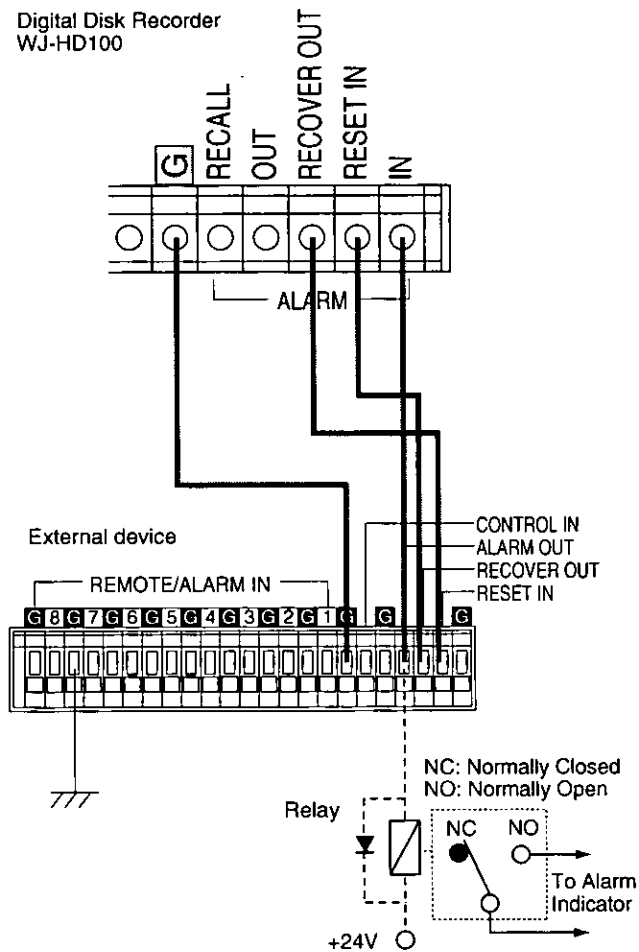 Digital Disk Recorder
WJ-HD100
G
RECALL
OUT
RECOVER OUT
RESET IN
IN
ALARM
External device
CONTROL IN
ALARM OUT
RECOVER OUT
RESET IN
REMOTE/ALARM IN
G 8 G 7 G 6 G 5 G 4 G 3 G 2 G 1 G G G
NC: Normally Closed
NO: Normally Open
Relay
NC NO
To Alarm
Indicator
+24V